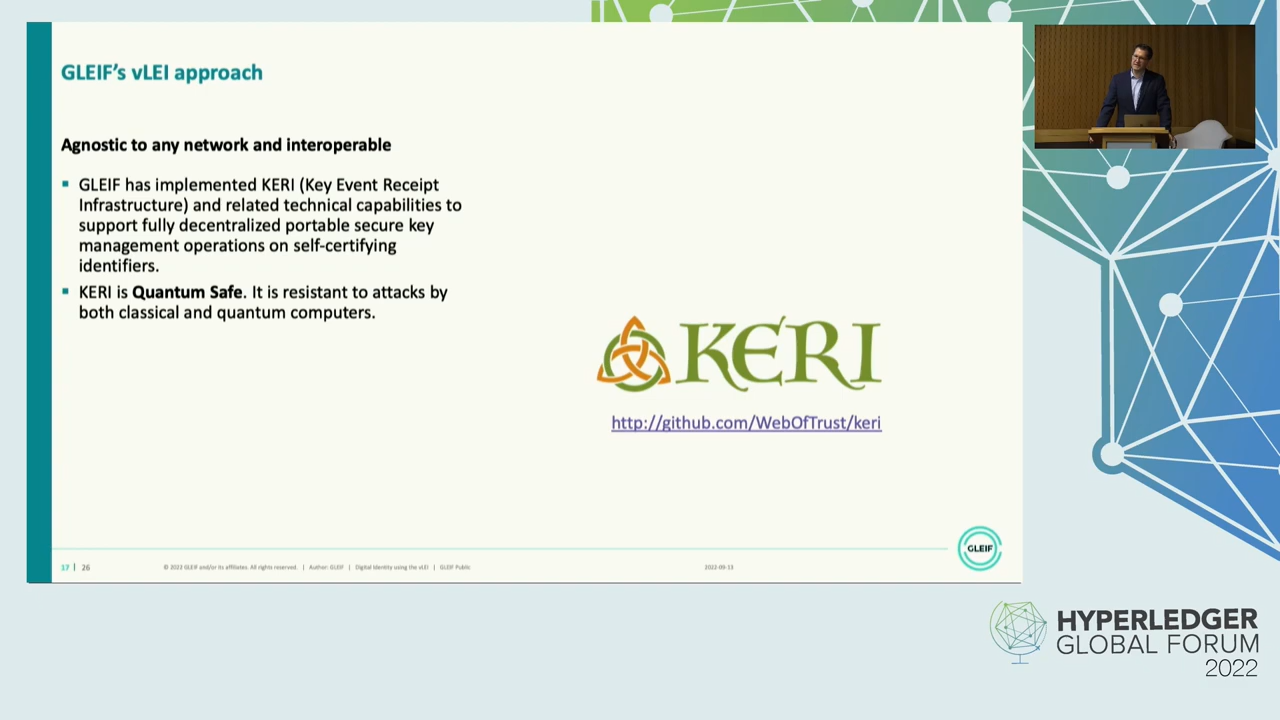 GLEIF’s vLEI approach
Agnostic to any network and interoperable
▪ GLEIF has implemented KERI (Key Event Receipt
Infrastructure) and related technical capabilities to
support fully decentralized portable secure key
management operations on self-certifying
identifiers.
▪ KERI is Quantum Safe. It is resistant to attacks by
both classical and quantum computers.
KERI
http://github.com/WebOfTrust/keri
GLEIF
17 | 26
© 2022 GLEIF and/or its affiliates. All rights reserved. | Author: GLEIF | Digital Identity using the vLEI | GLEIF Public
2022-09-13
HYPERLEDGER
GLOBAL FORUM
2022